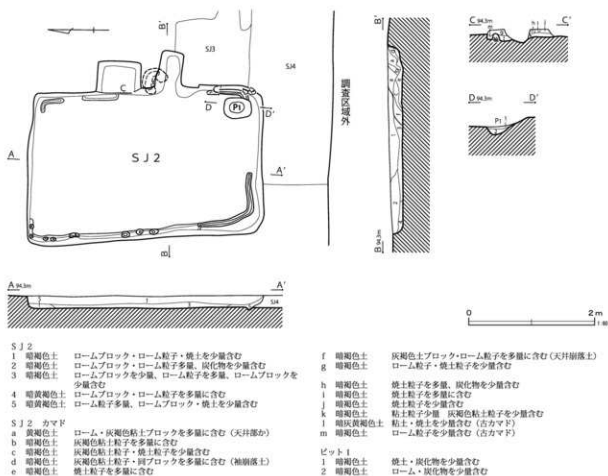 B'
SJ3
SJ4
調査区域外
C
D
P1
D'
A
SJ2
A'
B
B'
B 94.3m
C 94.3m
C'
m
h
i
D 94.3m
D'
P1
A 94.3m
A'
SJ4
0
2m
SJ2
1 暗褐色土 ロームブロック・ローム粒子・焼土を少量含む
2 暗褐色土 ロームブロック・ローム粒子多量、炭化物を少量含む
3 暗褐色土 ロームブロックを少量、ローム粒子を多量、ロームブロックを
少量含む
4 暗黄褐色土 ロームブロック・ローム粒子を多量に含む
5 暗黄褐色土 ローム粒子多量、ロームブロック・焼土を少量含む
SJ2 カマド
a 黄褐色土 ローム・灰褐色粘土ブロックを多量に含む（天井部か）
b 暗褐色土 灰褐色粘土粒子を多量に含む
c 暗褐色土 灰褐色粘土粒子・焼土粒子を少量含む
d 暗褐色土 灰褐色粘土粒子・同ブロックを多量に含む（袖崩落土）
e 暗褐色土 焼土粒子を多量に含む
f 暗褐色土 灰褐色土ブロック・ローム粒子を多量に含む（天井崩落土）
g 暗褐色土 ローム粒子・焼土粒子を少量含む
h 暗褐色土 焼土粒子を多量、炭化物を少量含む
i 暗褐色土 焼土粒子を多量に含む
j 暗褐色土 焼土粒子を少量含む
k 暗褐色土 粘土粒子少量 灰褐色粘土粒子を少量含む
l 暗灰黄褐色土 粘土・焼土を少量含む（古カマド）
m 暗褐色土 ローム粒子を少量含む（古カマド）
ピット1
1 暗褐色土 焼土・炭化物を少量含む
2 暗褐色土 ローム・炭化物を少量含む